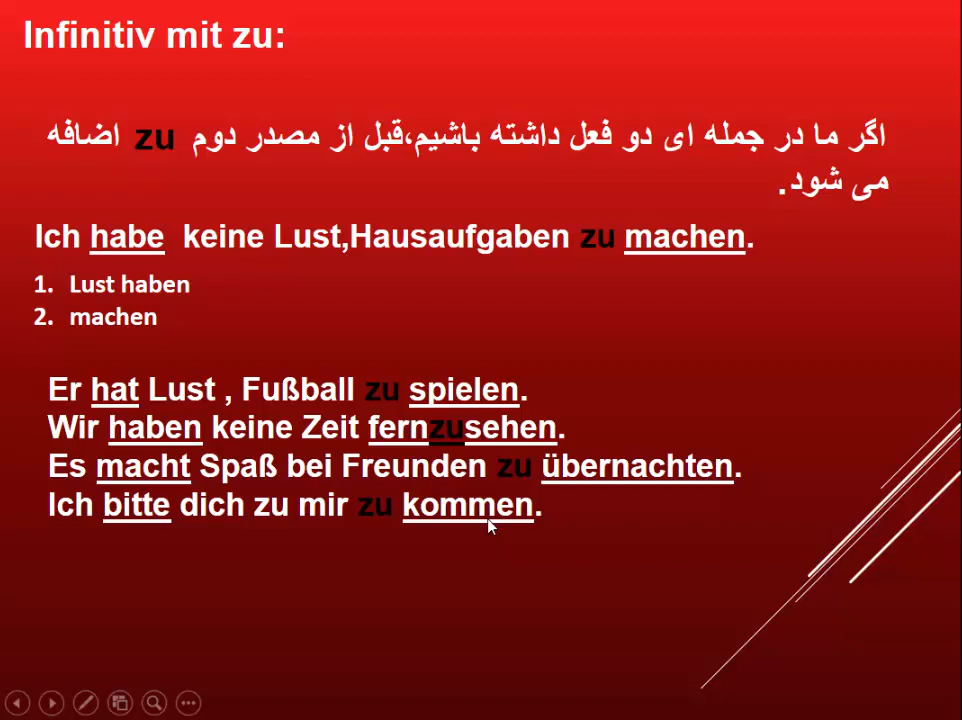 Infinitiv mit zu:
اگر ما در جمله ای دو فعل داشته باشیم،قبل از مصدر دوم zu اضافه
می شود.
Ich habe keine Lust,Hausaufgaben zu machen.
1. Lust haben
2. machen
Er hat Lust , Fußball zu spielen.
Wir haben keine Zeit fernzusehen.
Es macht Spaß bei Freunden zu übernachten.
Ich bitte dich zu mir zu kommen.